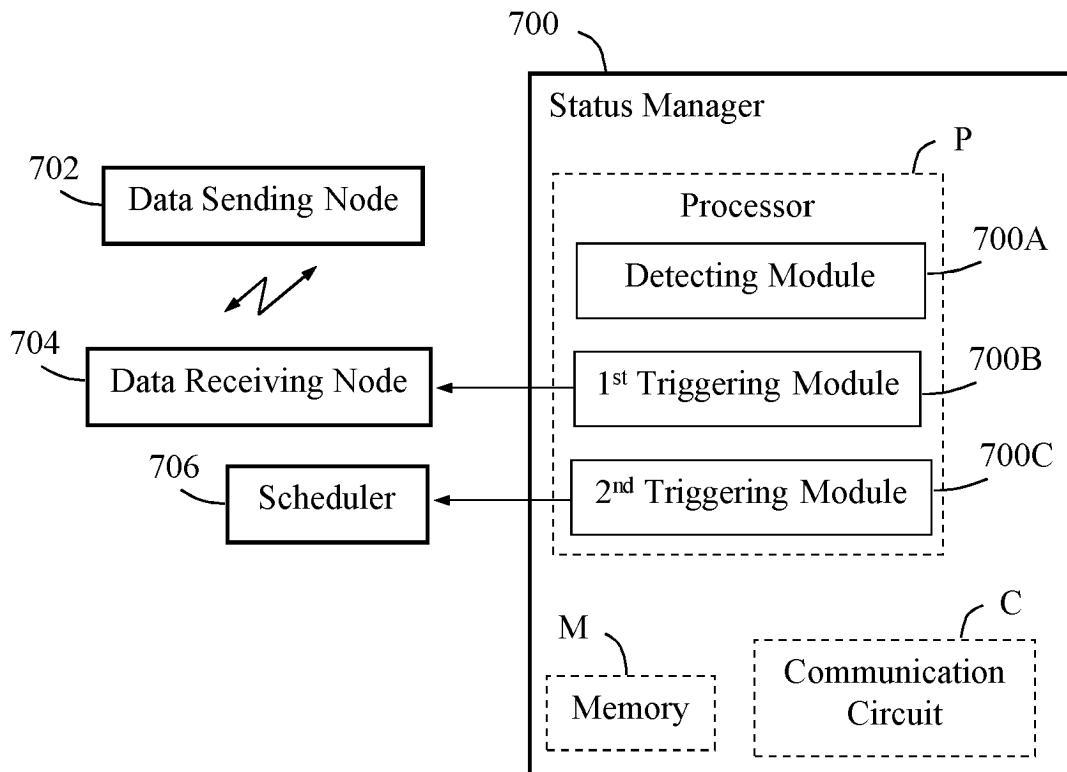 700
Status Manager
P
702
Data Sending Node
Processor
700A
Detecting Module
704
Data Receiving Node
1st Triggering Module
700B
706
Scheduler
2nd Triggering Module
700C
M
C
Memory
Communication
Circuit